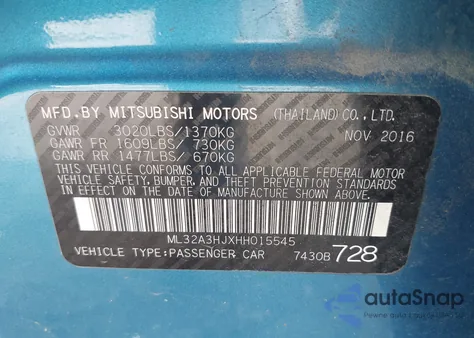 MFD.BY MITSUBISHI MOTORS (THAILAND) CO.,LTD.
GVWR 3020LBS/1370KG NOV 2016
GAWR FR 1609LBS/ 730KG
GAWR RR 1477LBS/ 670KG
THIS VEHICLE CONFORMS TO ALL APPLICABLE FEDERAL MOTOR
VEHICLE SAFETY, BUMPER, AND THEFT PREVENTION STANDARDS
IN EFFECT ON THE DATE OF MANUFACTURE SHOWN ABOVE.
ML32A3HJXHH015545
VEHICLE TYPE:PASSENGER CAR 7430B 728
autoSnap